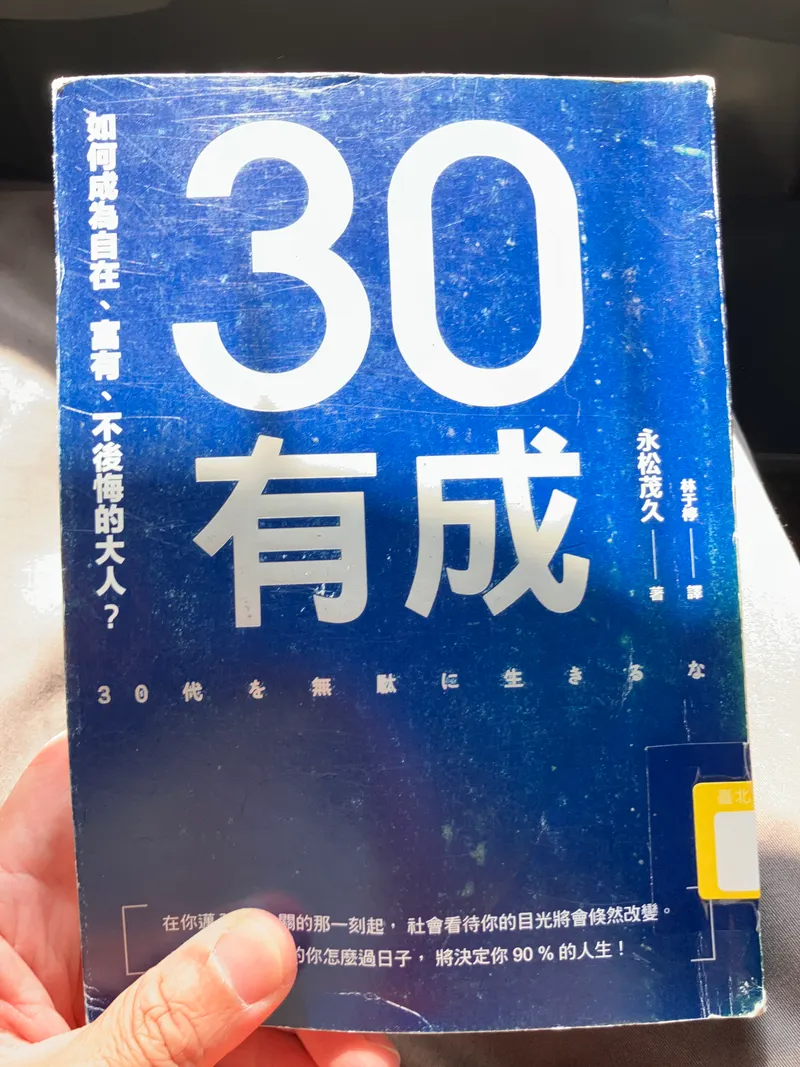 30
有成
如何成為自在、富有、不後悔的大人？
永松茂久 著
林于停 譯
30代を無駄に生きるな
臺北
在你邁 關的那一刻起，社會看待你的目光將會倏然改變。
的你怎麼過日子，將決定你90%的人生！